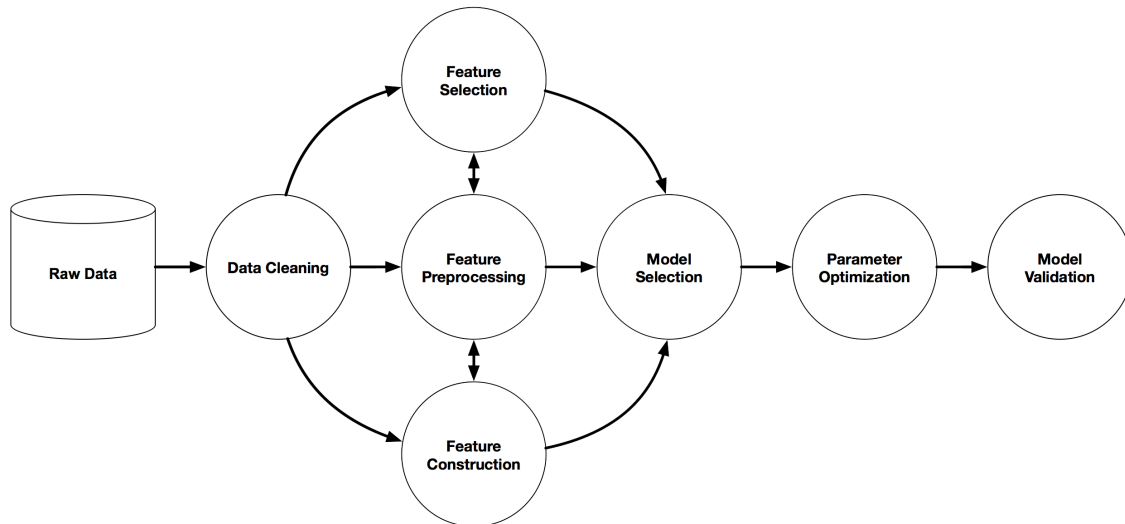 Feature
Selection
Raw Data
Data Cleaning
Feature
Preprocessing
Model
Selection
Parameter
Optimization
Model
Validation
Feature
Construction